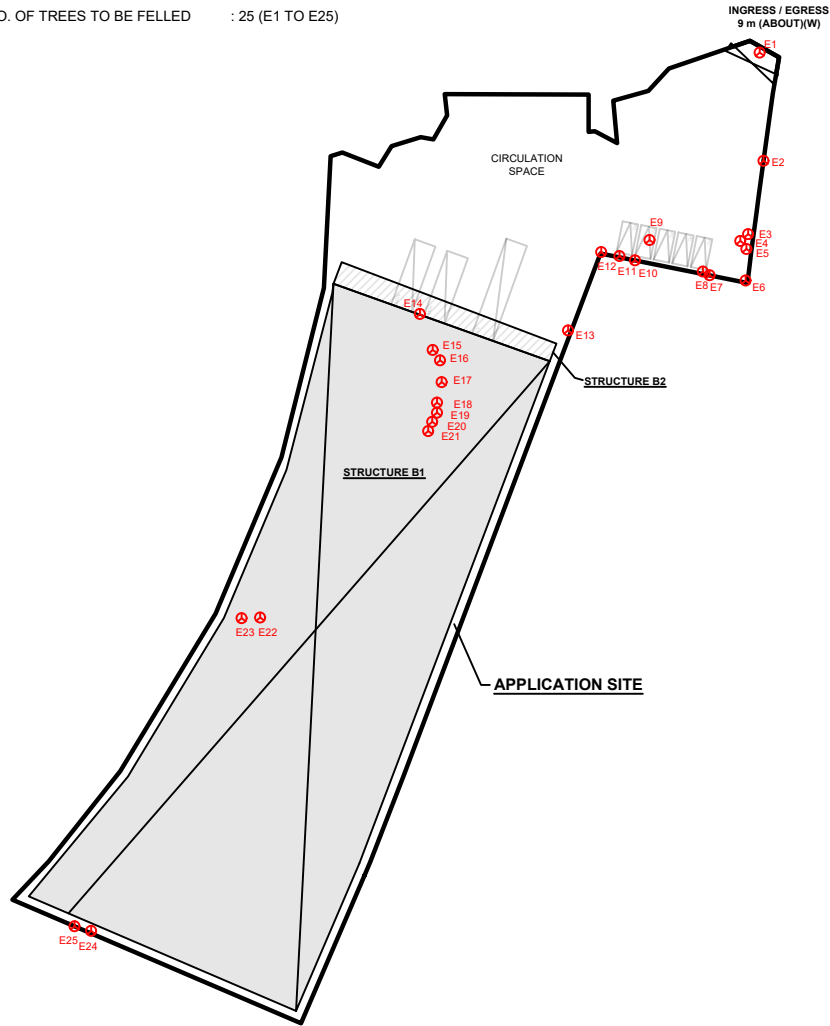 O. OF TREES TO BE FELLED : 25 (E1 TO E25)
INGRESS / EGRESS
9 m (ABOUT)(W)
E1
CIRCULATION
SPACE
E2
E9
E3
E4
E5
E12
E11
E10
E8
E7
E6
E14
E13
E15
E16
STRUCTURE B2
E17
E18
E19
E20
E21
STRUCTURE B1
E23
E22
APPLICATION SITE
E25
E24